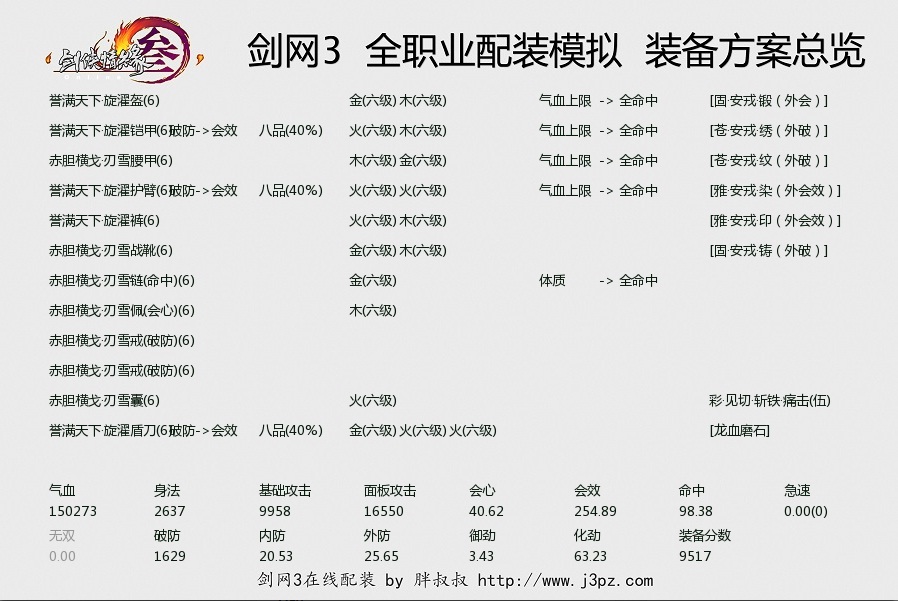 剑侠情缘 叁
剑网3 全职业配装模拟 装备方案总览
誉满天下·旋濯盔(6) 金(六级) 木(六级) 气血上限 -> 全命中 [固·安戎·锻（外会）]
誉满天下·旋濯铠甲(6)破防->会效 八品(40%) 火(六级) 木(六级) 气血上限 -> 全命中 [苍·安戎·绣（外破）]
赤胆横戈·刃雪腰甲(6) 木(六级) 金(六级) 气血上限 -> 全命中 [苍·安戎·纹（外破）]
誉满天下·旋濯护臂(6)破防->会效 八品(40%) 火(六级) 火(六级) 气血上限 -> 全命中 [雅·安戎·染（外会效）]
誉满天下·旋濯裤(6) 火(六级) 木(六级) [雅·安戎·印（外会效）]
赤胆横戈·刃雪战靴(6) 金(六级) 木(六级) [固·安戎·铸（外破）]
赤胆横戈·刃雪链(命中)(6) 金(六级) 体质 -> 全命中
赤胆横戈·刃雪佩(会心)(6) 木(六级)
赤胆横戈·刃雪戒(破防)(6)
赤胆横戈·刃雪戒(破防)(6)
赤胆横戈·刃雪囊(6) 火(六级) 彩·见切·斩铁·痛击(伍)
誉满天下·旋濯盾刀(6)破防->会效 八品(40%) 金(六级) 火(六级) 火(六级) [龙血磨石]
气血 身法 基础攻击 面板攻击 会心 会效 命中 急速
150273 2637 9958 16550 40.62 254.89 98.38 0.00(0)
无双 破防 内防 外防 御劲 化劲 装备分数
0.00 1629 20.53 25.65 3.43 63.23 9517
剑网3在线配装 by 胖叔叔 http://www.j3pz.com